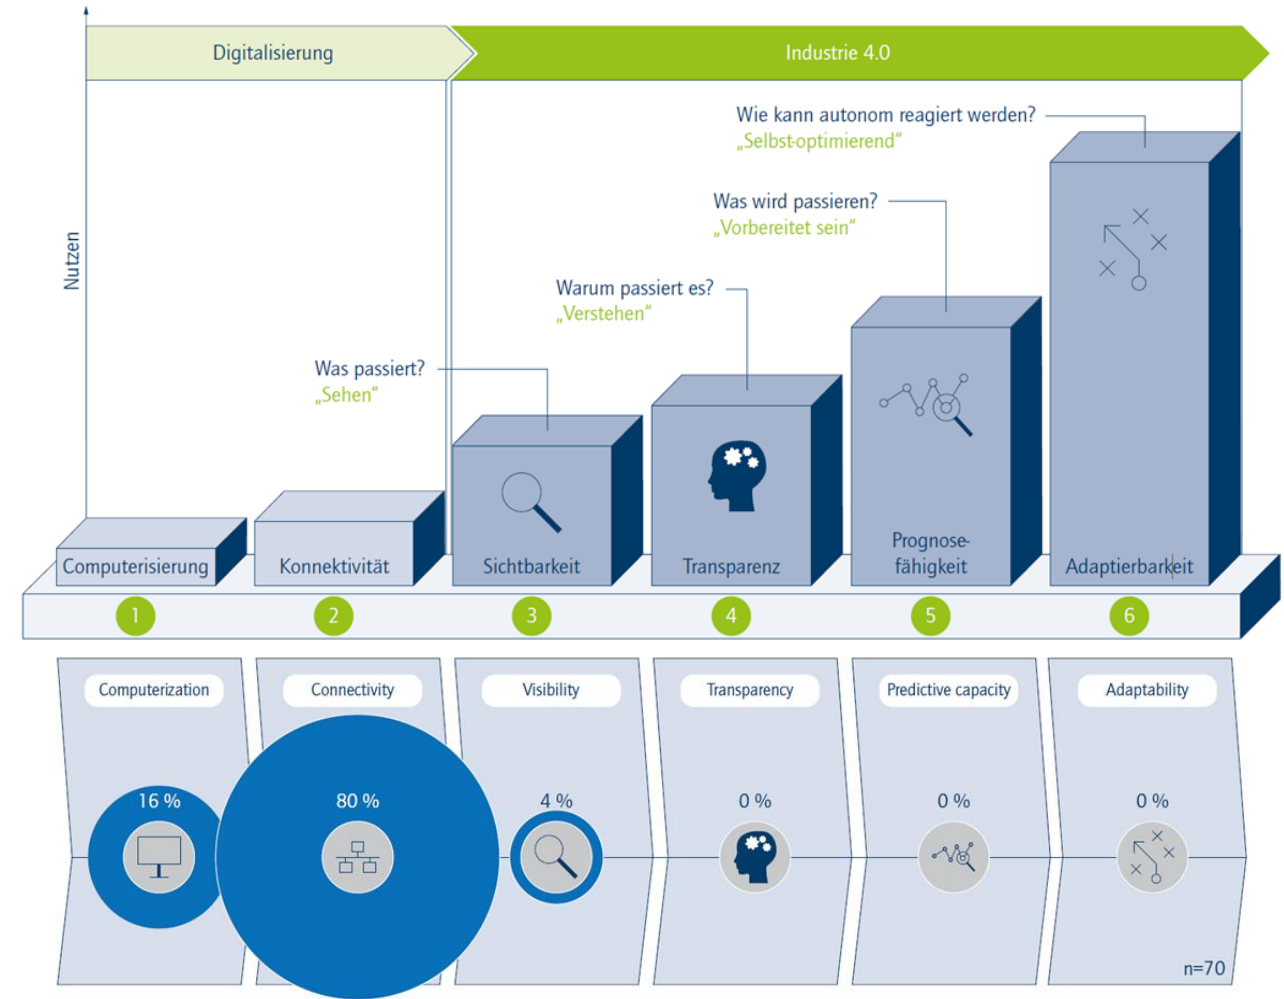 Digitalisierung
Industrie 4.0
Nutzen
Wie kann autonom reagiert werden?
„Selbst-optimierend“
Was wird passieren?
„Vorbereitet sein“
Warum passiert es?
„Verstehen“
Was passiert?
„Sehen“
Computerisierung
Konnektivität
Sichtbarkeit
Transparenz
Prognose-
fähigkeit
Adaptierbarkeit
1
2
3
4
5
6
Computerization
Connectivity
Visibility
Transparency
Predictive capacity
Adaptability
16 %
80 %
4 %
0 %
0 %
0 %
n=70